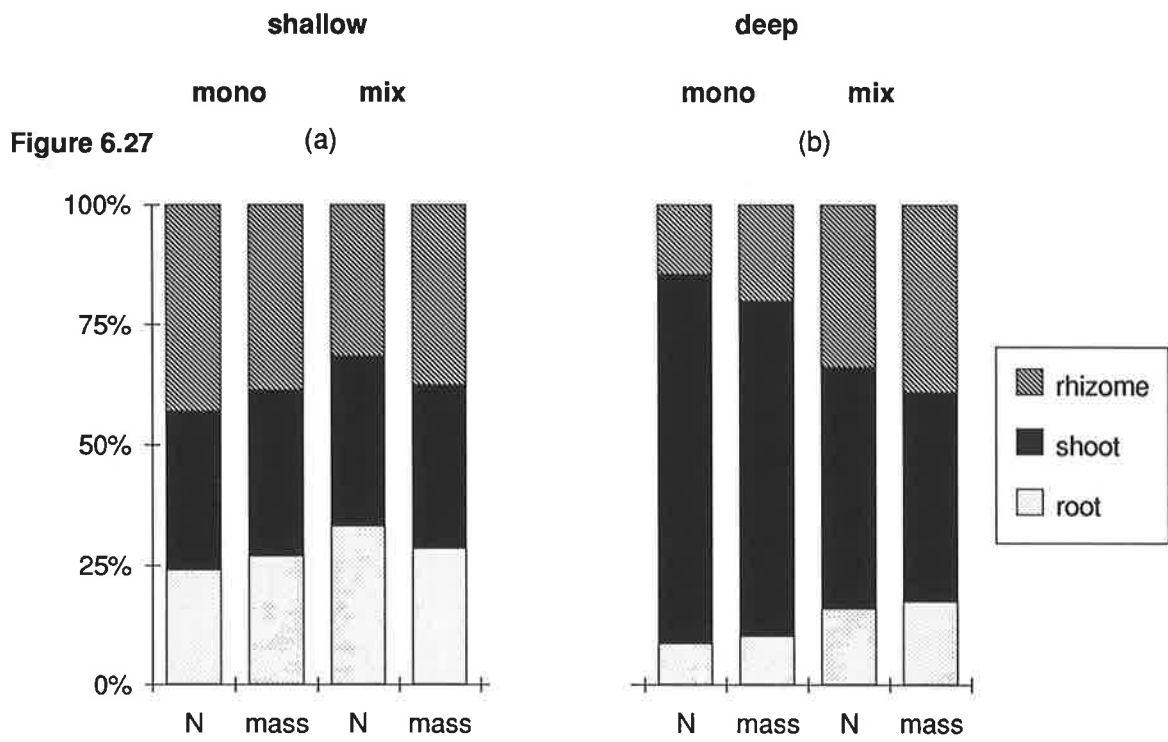 shallow deep
mono mix mono mix
Figure 6.27 (a) (b)
100%
75%
50%
25%
0%
rhizome
shoot
root
N mass N mass N mass N mass